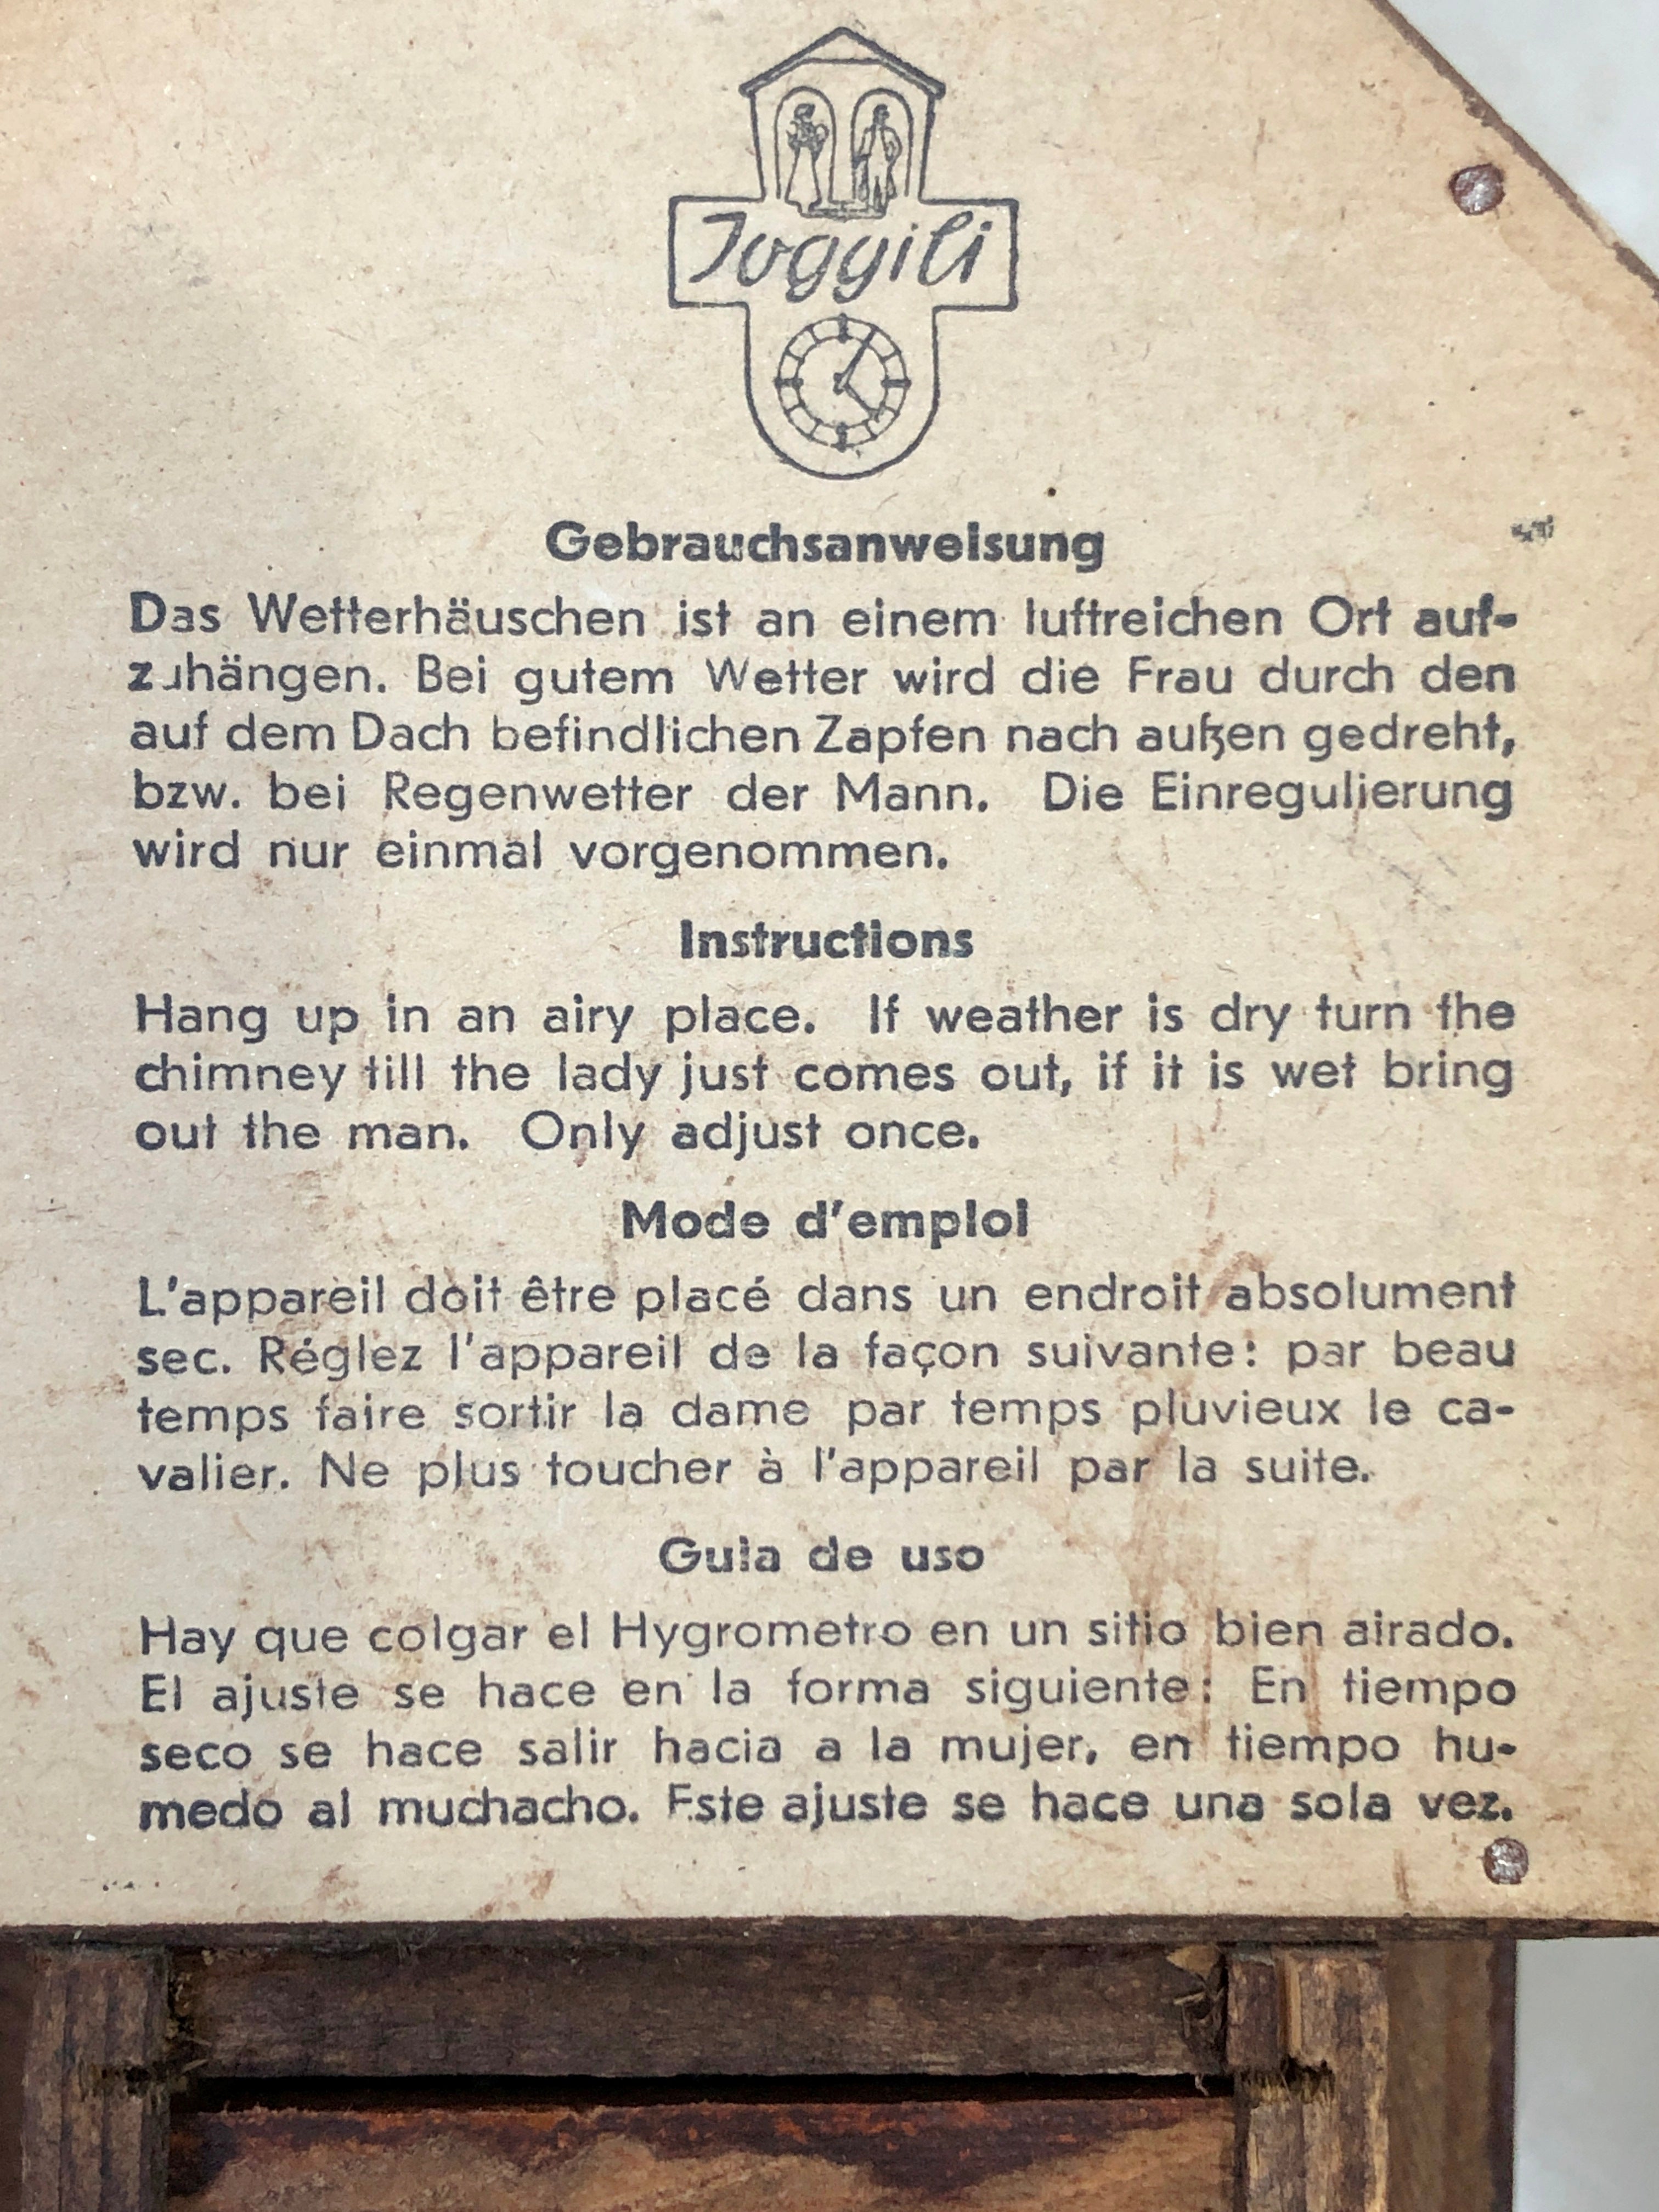 Joggili
Gebrauchsanweisung
Das Wetterhäuschen ist an einem luftreichen Ort auf-
zuhängen. Bei gutem Wetter wird die Frau durch den
auf dem Dach befindlichen Zapfen nach außen gedreht,
bzw. bei Regenwetter der Mann. Die Einregulierung
wird nur einmal vorgenommen.
Instructions
Hang up in an airy place. If weather is dry turn the
chimney till the lady just comes out, if it is wet bring
out the man. Only adjust once.
Mode d'emploi
L'appareil doit être placé dans un endroit absolument
sec. Réglez l'appareil de la façon suivante: par beau
temps faire sortir la dame par temps pluvieux le ca-
valier. Ne plus toucher à l'appareil par la suite.
Guia de uso
Hay que colgar el Hygrometro en un sitio bien airado.
El ajuste se hace en la forma siguiente: En tiempo
seco se hace salir hacia a la mujer, en tiempo hu-
medo al muchacho. Este ajuste se hace una sola vez.